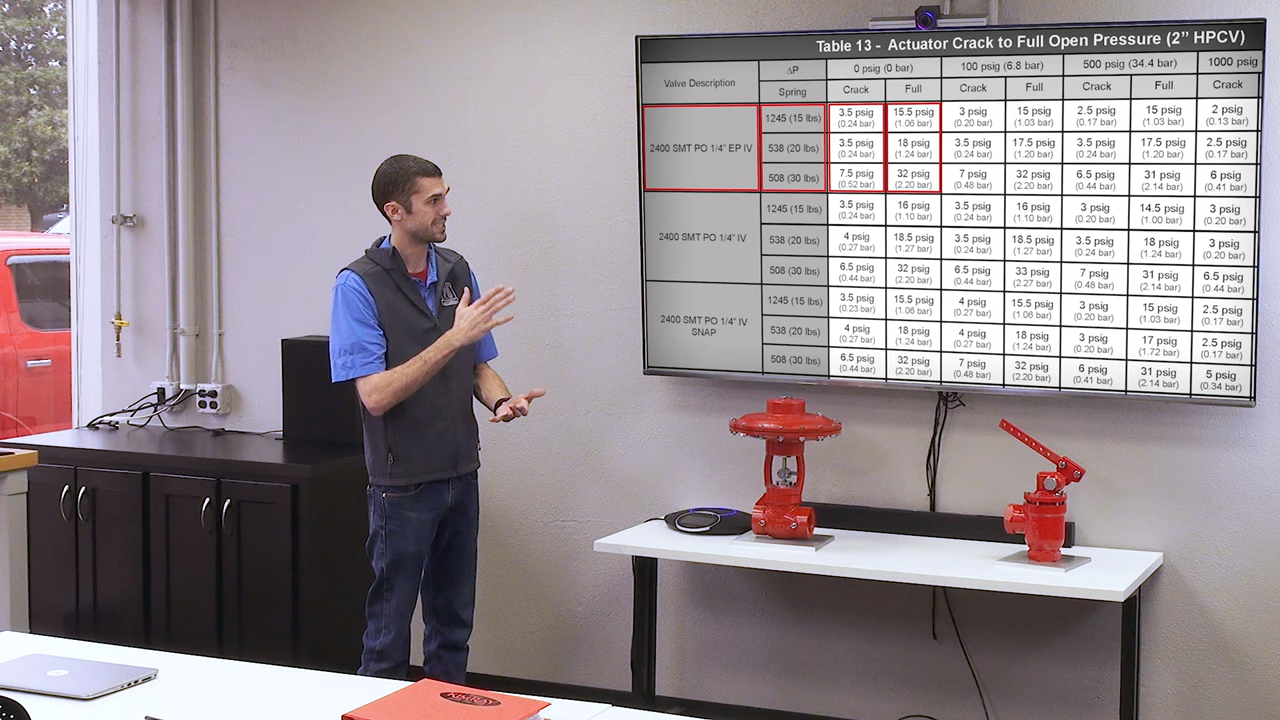 Table 13 - Actuator Crack to Full Open Pressure (2" HPCV)
Valve Description ΔP 0 psig (0 bar) 100 psig (6.8 bar) 500 psig (34.4 bar) 1000 psig
Spring Crack Full Crack Full Crack Full Crack
2400 SMT PO 1/4" EP IV
1245 (15 lbs) 3.5 psig 15.5 psig 3 psig 15 psig 2.5 psig 15 psig 2 psig
(0.24 bar) (1.06 bar) (0.20 bar) (1.03 bar) (0.17 bar) (1.03 bar) (0.13 bar)
538 (20 lbs) 3.5 psig 18 psig 3.5 psig 17.5 psig 3.5 psig 17.5 psig 2.5 psig
(0.24 bar) (1.24 bar) (0.24 bar) (1.20 bar) (0.24 bar) (1.20 bar) (0.17 bar)
508 (30 lbs) 7.5 psig 32 psig 7 psig 32 psig 6.5 psig 31 psig 6 psig
(0.52 bar) (2.20 bar) (0.48 bar) (2.20 bar) (0.44 bar) (2.14 bar) (0.41 bar)
2400 SMT PO 1/4" IV
1245 (15 lbs) 3.5 psig 16 psig 3.5 psig 16 psig 3 psig 14.5 psig 3 psig
(0.24 bar) (1.10 bar) (0.24 bar) (1.10 bar) (0.20 bar) (1.00 bar) (0.20 bar)
538 (20 lbs) 4 psig 18.5 psig 3.5 psig 18.5 psig 3.5 psig 18 psig 3 psig
(0.27 bar) (1.27 bar) (0.24 bar) (1.27 bar) (0.24 bar) (1.24 bar) (0.20 bar)
508 (30 lbs) 6.5 psig 32 psig 6.5 psig 33 psig 7 psig 31 psig 6.5 psig
(0.44 bar) (2.20 bar) (0.44 bar) (2.27 bar) (0.48 bar) (2.14 bar) (0.44 bar)
2400 SMT PO 1/4" IV
SNAP
1245 (15 lbs) 3.5 psig 15.5 psig 4 psig 15.5 psig 3 psig 15 psig 2.5 psig
(0.23 bar) (1.06 bar) (0.27 bar) (1.06 bar) (0.20 bar) (1.03 bar) (0.17 bar)
538 (20 lbs) 4 psig 18 psig 4 psig 18 psig 3 psig 17 psig 2.5 psig
(0.27 bar) (1.24 bar) (0.27 bar) (1.24 bar) (0.20 bar) (1.72 bar) (0.17 bar)
508 (30 lbs) 6.5 psig 32 psig 7 psig 32 psig 6 psig 31 psig 5 psig
(0.44 bar) (2.20 bar) (0.48 bar) (2.20 bar) (0.41 bar) (2.14 bar) (0.34 bar)
KIMRAY